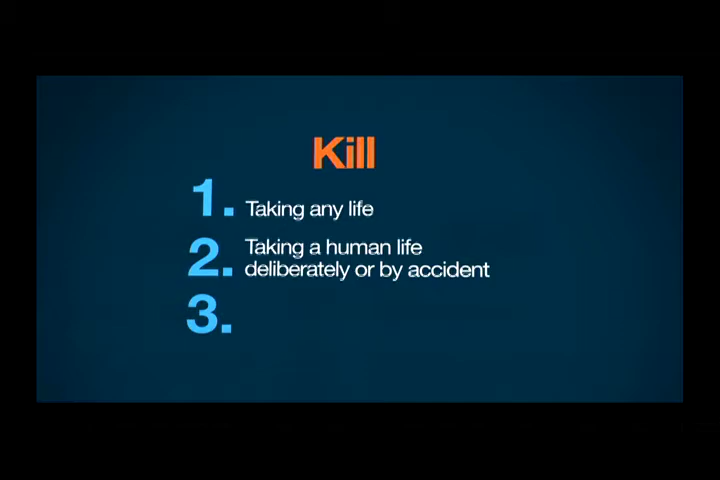 Kill
1. Taking any life
2. Taking a human life
deliberately or by accident
3.